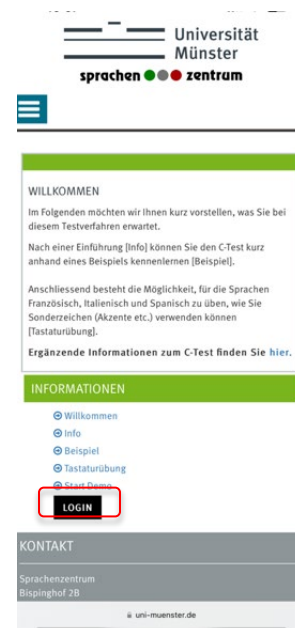 Universität
Münster
sprachen zentrum
WILLKOMMEN
Im Folgenden möchten wir Ihnen kurz vorstellen, was Sie bei
diesem Testverfahren erwartet.
Nach einer Einführung [Info] können Sie den C-Test kurz
anhand eines Beispiels kennenlernen [Beispiel].
Anschliessend besteht die Möglichkeit, für die Sprachen
Französisch, Italienisch und Spanisch zu üben, wie Sie
Sonderzeichen (Akzente etc.) verwenden können
[Tastaturübung].
Ergänzende Informationen zum C-Test finden Sie hier.
INFORMATIONEN
Willkommen
Info
Beispiel
Tastaturübung
Start Demo
LOGIN
KONTAKT
Sprachenzentrum
Bispinghof 2B
uni-muenster.de